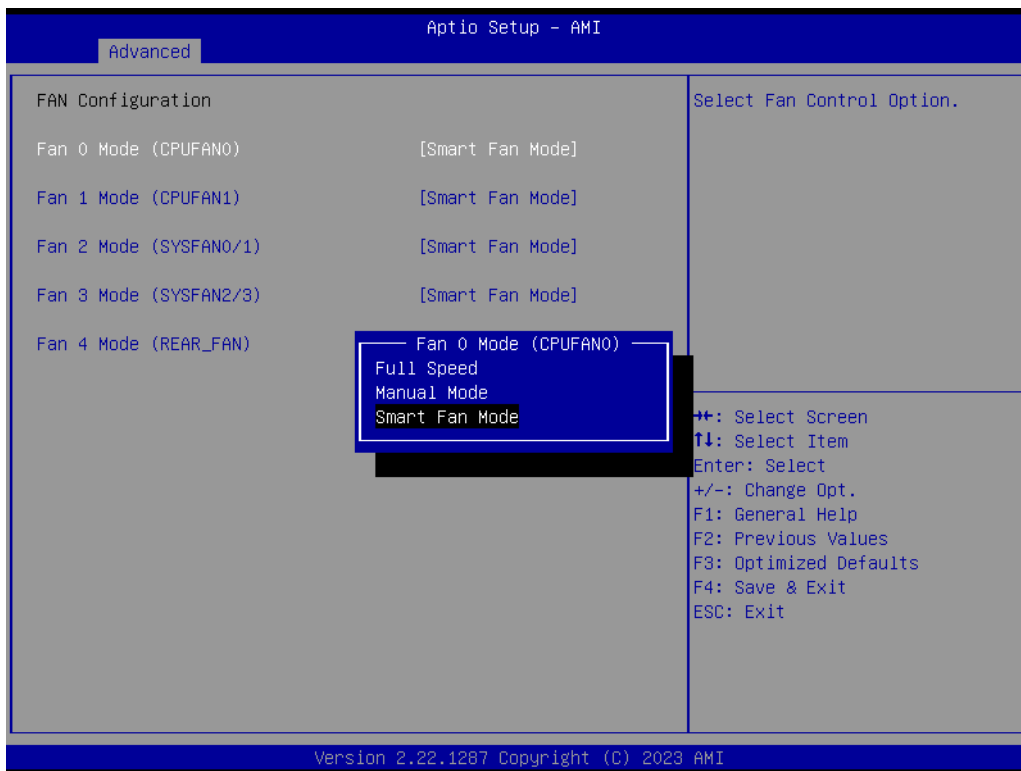 Aptio Setup – AMI
Advanced
FAN Configuration
Fan 0 Mode (CPUFAN0) [Smart Fan Mode]
Fan 1 Mode (CPUFAN1) [Smart Fan Mode]
Fan 2 Mode (SYSFAN0/1) [Smart Fan Mode]
Fan 3 Mode (SYSFAN2/3) [Smart Fan Mode]
Fan 4 Mode (REAR_FAN)
Fan 0 Mode (CPUFAN0)
Full Speed
Manual Mode
Smart Fan Mode
Select Fan Control Option.
→←: Select Screen
↑↓: Select Item
Enter: Select
+/-: Change Opt.
F1: General Help
F2: Previous Values
F3: Optimized Defaults
F4: Save & Exit
ESC: Exit
Version 2.22.1287 Copyright (C) 2023 AMI